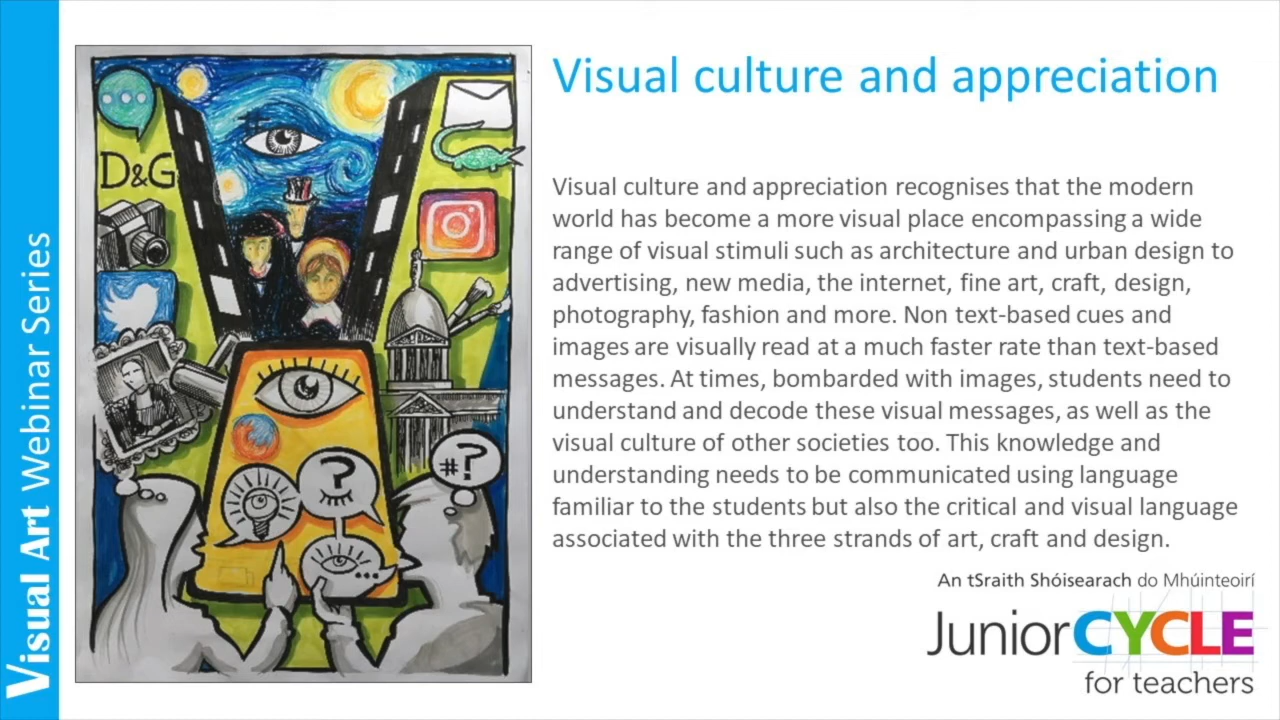 Visual Art Webinar Series
D&G
?
#?
Visual culture and appreciation
Visual culture and appreciation recognises that the modern
world has become a more visual place encompassing a wide
range of visual stimuli such as architecture and urban design to
advertising, new media, the internet, fine art, craft, design,
photography, fashion and more. Non text-based cues and
images are visually read at a much faster rate than text-based
messages. At times, bombarded with images, students need to
understand and decode these visual messages, as well as the
visual culture of other societies too. This knowledge and
understanding needs to be communicated using language
familiar to the students but also the critical and visual language
associated with the three strands of art, craft and design.
An tSraith Shóisearach do Mhúinteoirí
JuniorCYCLE
for teachers